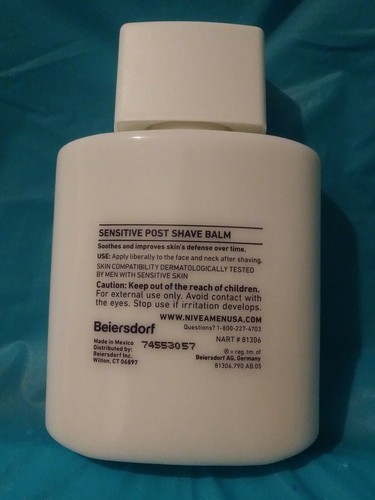 SENSITIVE POST SHAVE BALM
Soothes and improves skin's defense over time.
USE: Apply liberally to the face and neck after shaving.
SKIN COMPATIBILITY DERMATOLOGICALLY TESTED
BY MEN WITH SENSITIVE SKIN
Caution: Keep out of the reach of children.
For external use only. Avoid contact with
the eyes. Stop use if irritation develops.
WWW.NIVEAMENUSA.COM
Beiersdorf Questions? 1-800-227-4703
Made in Mexico 74553057 NART # 81306
Distributed by:
Beiersdorf Inc.
Wilton, CT 06897
® = reg. tm. of
Beiersdorf AG, Germany
81306.790.AB.05